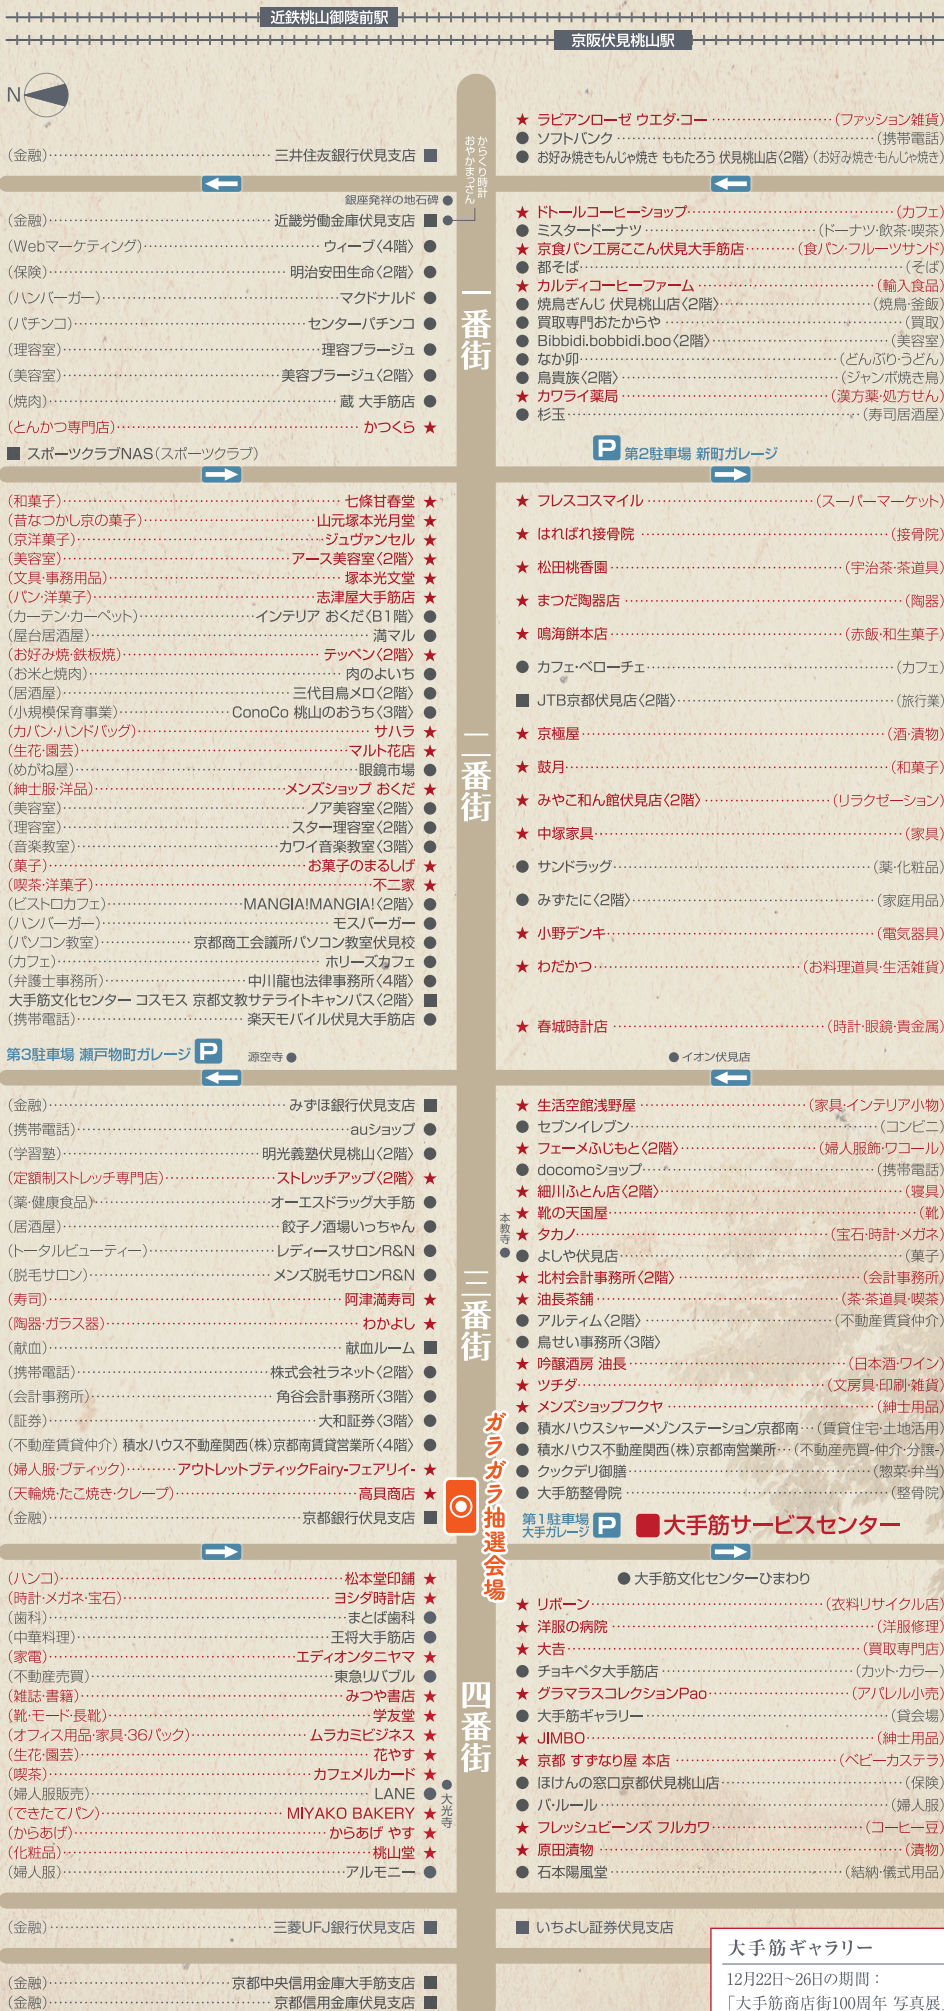 近鉄桃山御陵前駅
京阪伏見桃山駅
N
からくり時計
おやかまっさん
(金融) 三井住友銀行伏見支店 ■
銀座発祥の地石碑 ●
(金融) 近畿労働金庫伏見支店 ■
(Webマーケティング) ウィーブ〈4階〉 ●
(保険) 明治安田生命〈2階〉 ●
(ハンバーガー) マクドナルド ●
(パチンコ) センターパチンコ ●
(理容室) 理容プラージュ ●
(美容室) 美容プラージュ〈2階〉 ●
(焼肉) 蔵 大手筋店 ●
(とんかつ専門店) かつくら ★
■ スポーツクラブNAS(スポーツクラブ)
一番街
★ ラビアンローゼ ウエダ・コー (ファッション雑貨)
● ソフトバンク (携帯電話)
● お好み焼きもんじゃ焼き ももたろう 伏見桃山店〈2階〉(お好み焼き・もんじゃ焼き)
★ ドトールコーヒーショップ (カフェ)
● ミスタードーナツ (ドーナツ・飲茶・喫茶)
★ 京食パン工房ここん伏見大手筋店 (食パン・フルーツサンド)
● 都そば (そば)
★ カルディコーヒーファーム (輸入食品)
● 焼鳥ぎんじ 伏見桃山店〈2階〉 (焼鳥・釜飯)
● 買取専門おたからや (買取)
● Bibbidi.bobbidi.boo〈2階〉 (美容室)
● なか卯 (どんぶり・うどん)
● 鳥貴族〈2階〉 (ジャンボ焼き鳥)
★ カワライ薬局 (漢方薬・処方せん)
● 杉玉 (寿司居酒屋)
P 第2駐車場 新町ガレージ
(和菓子) 七條甘春堂 ★
(昔なつかし京の菓子) 山元塚本光月堂 ★
(京洋菓子) ジュヴァンセル ★
(美容室) アース美容室〈2階〉 ★
(文具・事務用品) 塚本光文堂 ★
(パン・洋菓子) 志津屋大手筋店 ★
(カーテン・カーペット) インテリア おくだ〈B1階〉 ●
(屋台居酒屋) 満マル ●
(お好み焼・鉄板焼) テッペン〈2階〉 ★
(お米と焼肉) 肉のよいち ●
(居酒屋) 三代目鳥メロ〈2階〉 ●
(小規模保育事業) ConoCo 桃山のおうち〈3階〉 ●
(カバン・ハンドバッグ) サハラ ★
(生花・園芸) マルト花店 ★
(めがね屋) 眼鏡市場 ●
(紳士服・洋品) メンズショップ おくだ ★
(美容室) ノア美容室〈2階〉 ●
(理容室) スター理容室〈2階〉 ●
(音楽教室) カワイ音楽教室〈3階〉 ●
(菓子) お菓子のまるしげ ★
(喫茶・洋菓子) 不二家 ★
(ビストロカフェ) MANGIA!MANGIA!〈2階〉 ●
(ハンバーガー) モスバーガー ●
(パソコン教室) 京都商工会議所パソコン教室伏見校 ●
(カフェ) ホリーズカフェ ●
(弁護士事務所) 中川龍也法律事務所〈4階〉 ●
大手筋文化センター コスモス 京都文教サテライトキャンパス〈2階〉 ■
(携帯電話) 楽天モバイル伏見大手筋店 ●
第3駐車場 瀬戸物町ガレージ P
源空寺 ●
二番街
★ フレスコスマイル (スーパーマーケット)
★ はればれ接骨院 (接骨院)
★ 松田桃香園 (宇治茶・茶道具)
★ まつだ陶器店 (陶器)
★ 鳴海餅本店 (赤飯・和生菓子)
● カフェ・ベローチェ (カフェ)
■ JTB京都伏見店〈2階〉 (旅行業)
★ 京極屋 (酒・漬物)
★ 鼓月 (和菓子)
★ みやこ和ん館伏見店〈2階〉 (リラクゼーション)
★ 中塚家具 (家具)
● サンドラッグ (薬・化粧品)
● みずたに〈2階〉 (家庭用品)
★ 小野デンキ (電気器具)
★ わだかつ (お料理道具・生活雑貨)
★ 春城時計店 (時計・眼鏡・貴金属)
● イオン伏見店
(金融) みずほ銀行伏見支店 ■
(携帯電話) auショップ ●
(学習塾) 明光義塾伏見桃山〈2階〉 ●
(定額制ストレッチ専門店) ストレッチアップ〈2階〉 ★
(薬・健康食品) オーエスドラッグ大手筋 ●
(居酒屋) 餃子ノ酒場いっちゃん ●
(トータルビューティー) レディースサロンR&N ●
(脱毛サロン) メンズ脱毛サロンR&N ●
(寿司) 阿津満寿司 ★
(陶器・ガラス器) わかよし ★
(献血) 献血ルーム ■
(携帯電話) 株式会社ラネット〈2階〉 ●
(会計事務所) 角谷会計事務所〈3階〉 ●
(証券) 大和証券〈3階〉 ●
(不動産賃貸仲介) 積水ハウス不動産関西(株)京都南賃貸営業所〈4階〉 ●
(婦人服・ブティック) アウトレットブティックFairy-フェアリイ- ★
(天輪焼・たこ焼き・クレープ) 高貝商店 ★
(金融) 京都銀行伏見支店 ■
三番街
ガラガラ抽選会場
本教寺 ●
★ 生活空館浅野屋 (家具・インテリア小物)
● セブンイレブン (コンビニ)
★ フェーメふじもと〈2階〉 (婦人服飾・ワコール)
● docomoショップ (携帯電話)
★ 細川ふとん店〈2階〉 (寝具)
★ 靴の天国屋 (靴)
★ タカノ (宝石・時計・メガネ)
● よしや伏見店 (菓子)
★ 北村会計事務所〈2階〉 (会計事務所)
★ 油長茶舗 (茶・茶道具・喫茶)
● アルティム〈2階〉 (不動産賃貸仲介)
● 鳥せい事務所〈3階〉
★ 吟醸酒房 油長 (日本酒・ワイン)
★ ツチダ (文房具・印刷・雑貨)
★ メンズショップフクヤ (紳士用品)
● 積水ハウスシャーメゾンステーション京都南 (賃貸住宅・土地活用)
● 積水ハウス不動産関西(株)京都南営業所 (不動産売買・仲介・分譲・)
● クックデリ御膳 (惣菜・弁当)
● 大手筋整骨院 (整骨院)
第1駐車場
大手ガレージ P
■ 大手筋サービスセンター
(ハンコ) 松本堂印舗 ★
(時計・メガネ・宝石) ヨシダ時計店 ★
(歯科) まとば歯科 ●
(中華料理) 王将大手筋店 ●
(家電) エディオンタニヤマ ★
(不動産売買) 東急リバブル ●
(雑誌・書籍) みつや書店 ★
(靴・モード・長靴) 学友堂 ★
(オフィス用品・家具・36パック) ムラカミビジネス ★
(生花・園芸) 花やす ★
(喫茶) カフェメルカード ★
(婦人服販売) LANE ●
(できたてパン) MIYAKO BAKERY ★
(からあげ) からあげ やす ★
(化粧品) 桃山堂 ★
(婦人服) アルモニー ●
● 大光寺
四番街
● 大手筋文化センターひまわり
★ リボーン (衣料リサイクル店)
★ 洋服の病院 (洋服修理)
★ 大吉 (買取専門店)
● チョキペタ大手筋店 (カット・カラー)
★ グラマラスコレクションPao (アパレル小売)
● 大手筋ギャラリー (貸会場)
★ JIMBO (紳士用品)
★ 京都 すずなり屋 本店 (ベビーカステラ)
● ほけんの窓口京都伏見桃山店 (保険)
● バ・ルール (婦人服)
★ フレッシュビーンズ フルカワ (コーヒー豆)
★ 原田漬物 (漬物)
● 石本陽風堂 (結納・儀式用品)
(金融) 三菱UFJ銀行伏見支店 ■
■ いちよし証券伏見支店
(金融) 京都中央信用金庫大手筋支店 ■
(金融) 京都信用金庫伏見支店 ■
大手筋ギャラリー
12月22日~26日の期間：
「大手筋商店街100周年 写真展